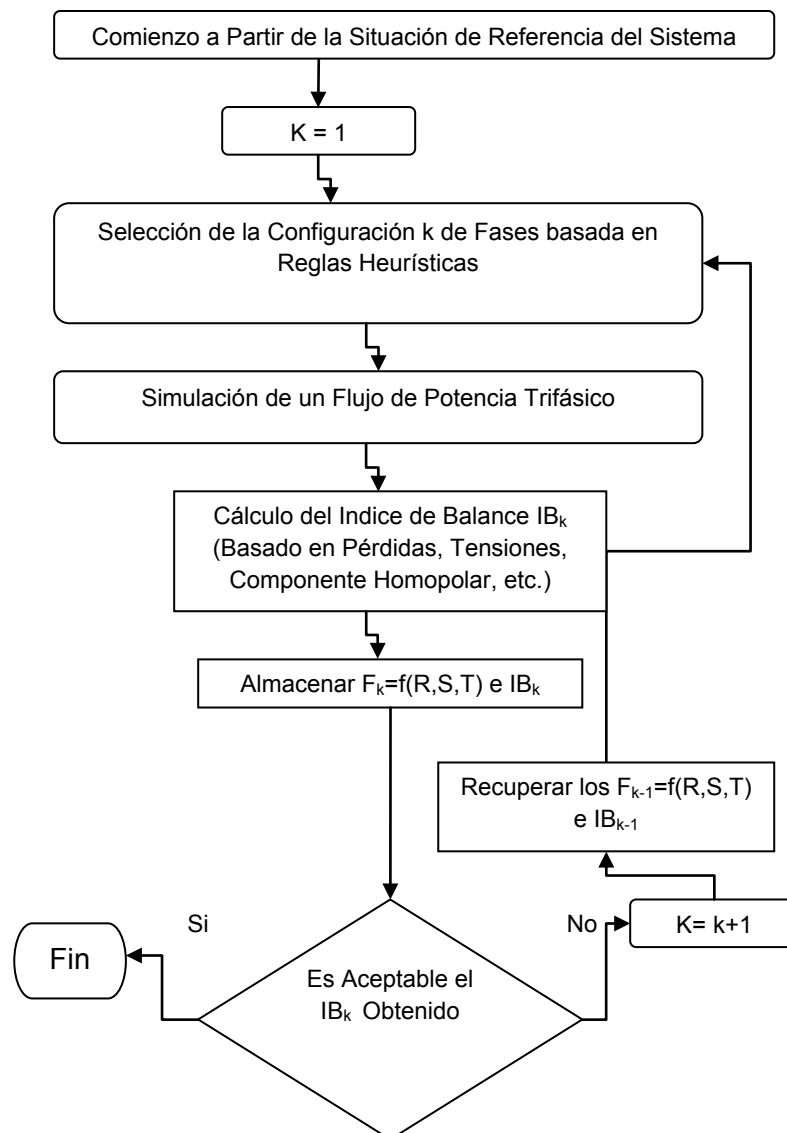 Comienzo a Partir de la Situación de Referencia del Sistema
K = 1
Selección de la Configuración k de Fases basada en
Reglas Heurísticas
Simulación de un Flujo de Potencia Trifásico
Cálculo del Indice de Balance IBk
(Basado en Pérdidas, Tensiones,
Componente Homopolar, etc.)
Almacenar Fk=f(R,S,T) e IBk
Recuperar los Fk-1=f(R,S,T)
e IBk-1
Si
No
K= k+1
Fin
Es Aceptable el
IBk Obtenido